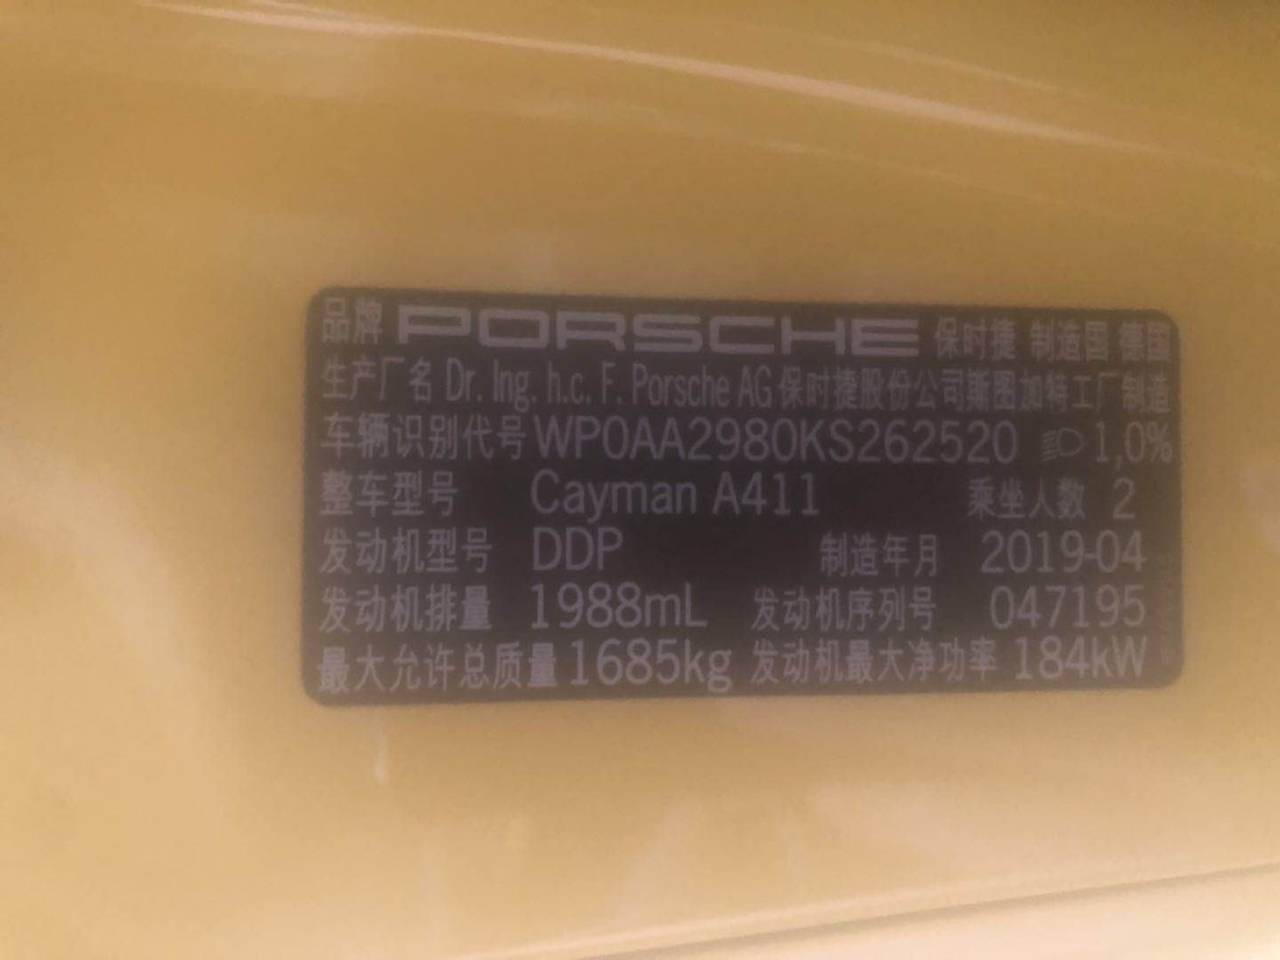 品牌 PORSCHE 保时捷 制造国 德国
生产厂名 Dr. Ing. h.c. F. Porsche AG 保时捷股份公司斯图加特工厂制造
车辆识别代号 WP0AA2980KS262520 1,0%
整车型号 Cayman A411 乘坐人数 2
发动机型号 DDP 制造年月 2019-04
发动机排量 1988mL 发动机序列号 047195
最大允许总质量 1685kg 发动机最大净功率 184kW